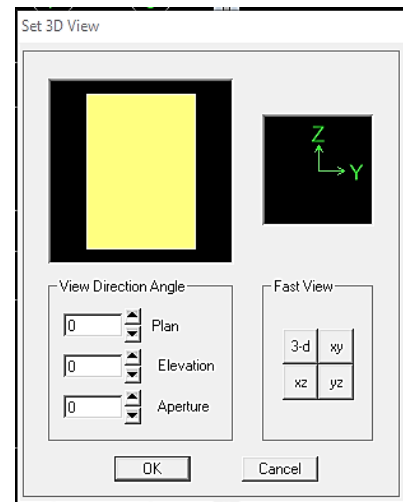 Set 3D View
Z
Y
View Direction Angle
0 Plan
0 Elevation
0 Aperture
Fast View
3-d xy
xz yz
OK Cancel